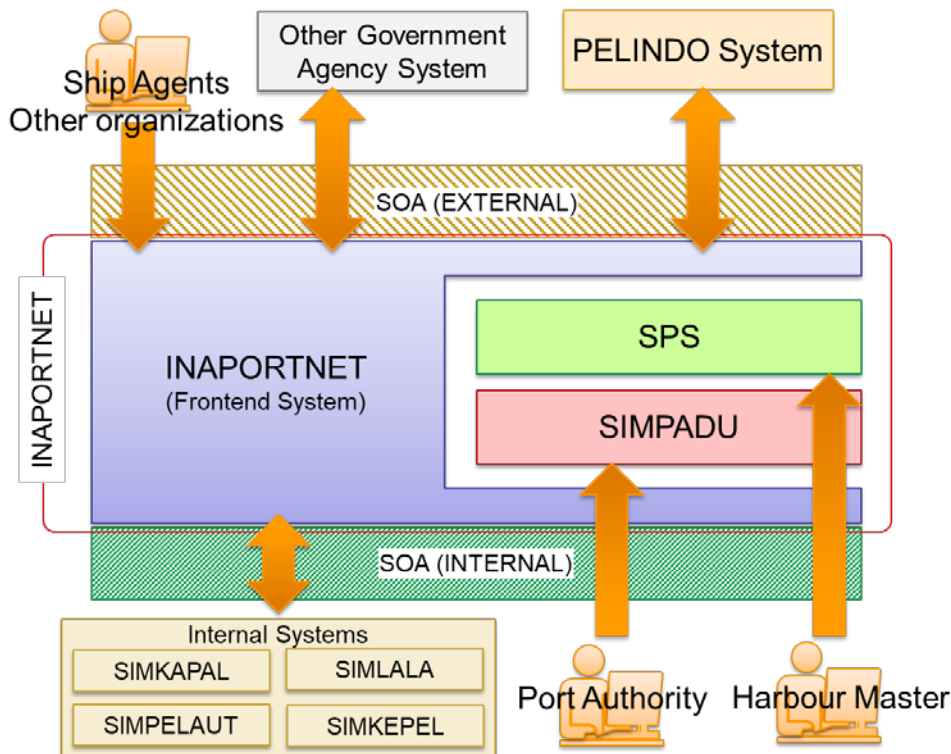 Ship Agents
Other organizations
Other Government
Agency System
PELINDO System
SOA (EXTERNAL)
INAPORTNET
INAPORTNET
(Frontend System)
SPS
SIMPADU
SOA (INTERNAL)
Internal Systems
SIMKAPAL
SIMLALA
SIMPELAUT
SIMKEPEL
Port Authority
Harbour Master